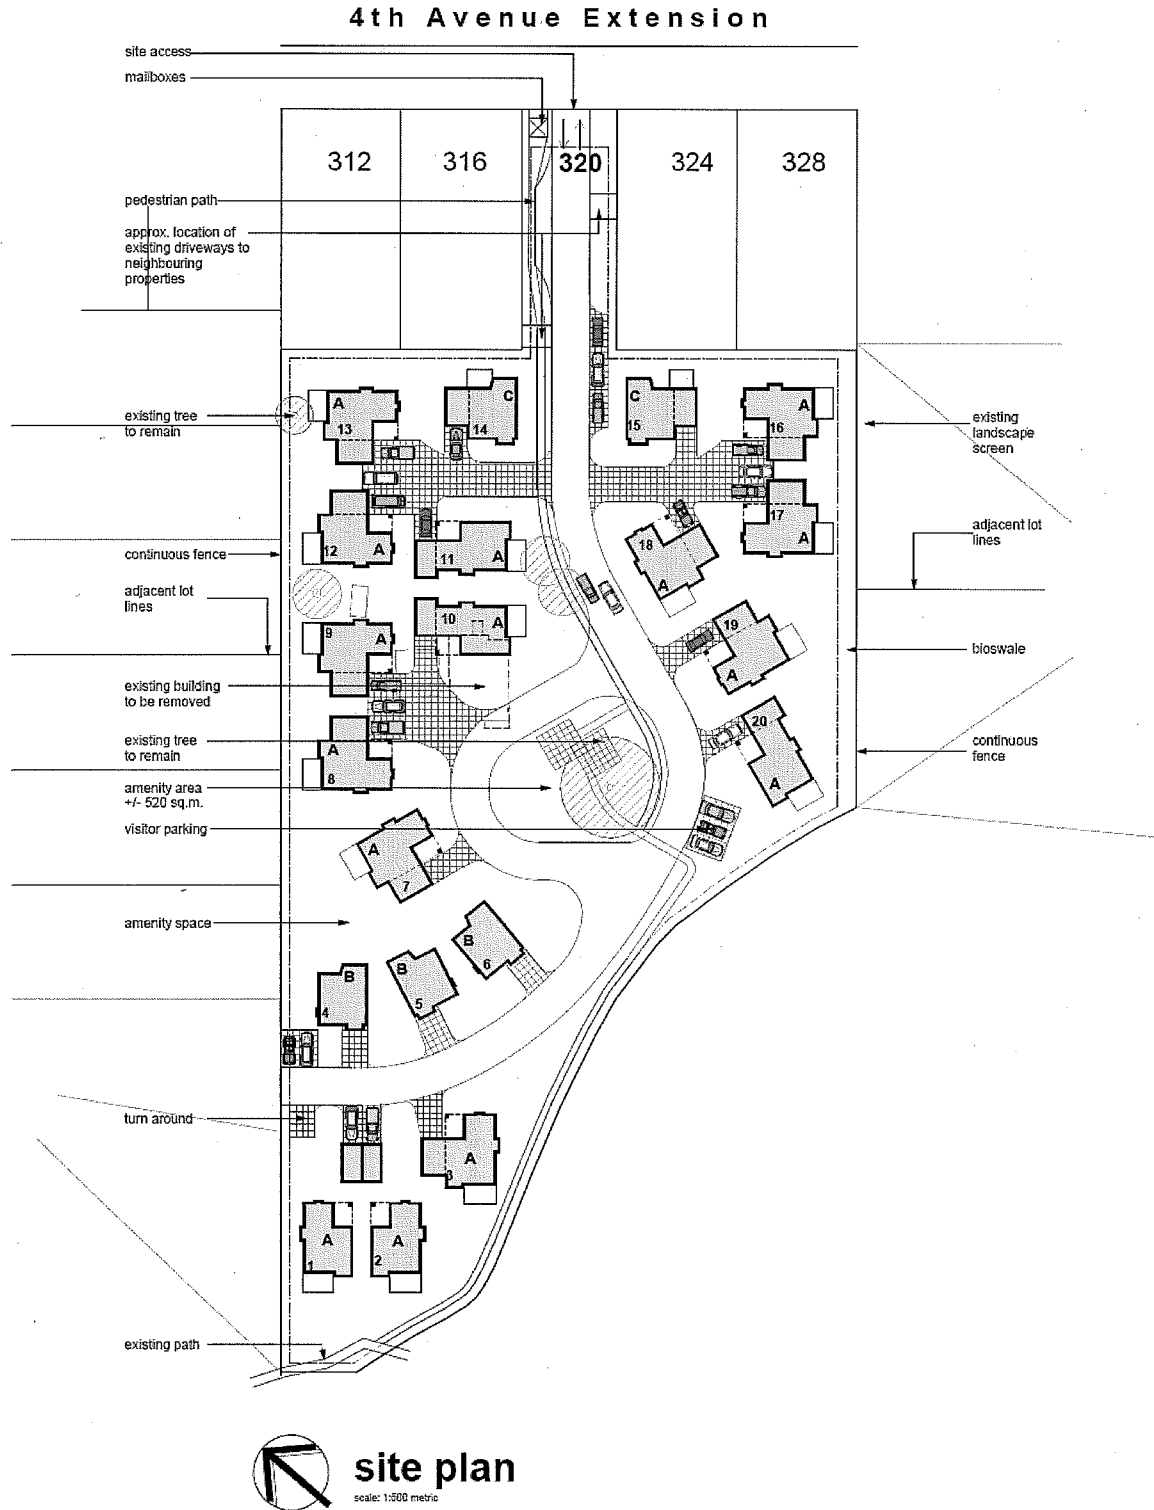 4th Avenue Extension
site access
mailboxes
312
316
320
324
328
pedestrian path
approx. location of
existing driveways to
neighbouring
properties
existing tree
to remain
A
13
C
14
C
15
A
16
existing
landscape
screen
continuous fence
12
A
11
A
18
A
17
A
adjacent lot
lines
adjacent lot
lines
9
A
10
A
19
A
bioswale
existing building
to be removed
existing tree
to remain
A
8
20
A
continuous
fence
amenity area
+/- 520 sq.m.
visitor parking
A
7
amenity space
B
6
B
5
B
4
turn around
A
3
A
1
A
2
existing path
site plan
scale: 1:500 metric